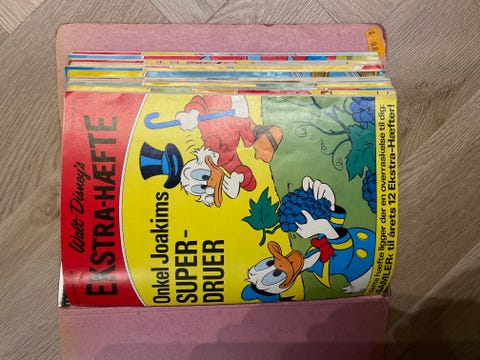 Walt Disney's
EKSTRA-HÆFTE
Onkel Joakims
SUPER-
DRUER
hæfte ligger der en overraskelse til dig:
SAMLER< til årets 12 Ekstra-Hæfter!